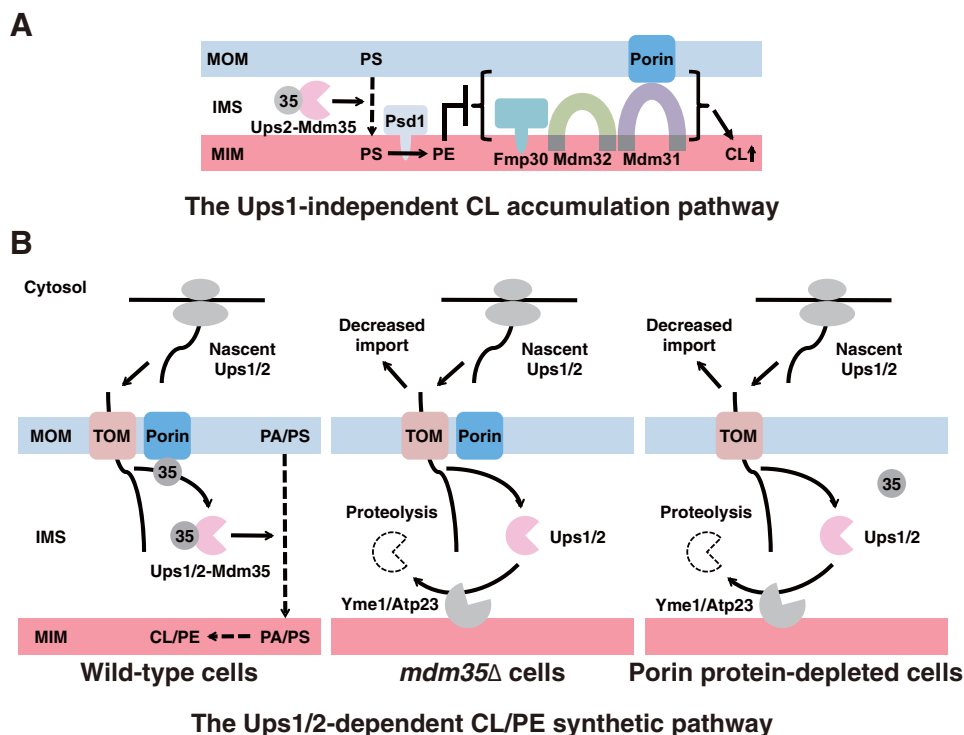 A
MOM
PS
Porin
IMS
35
Ups2-Mdm35
Psd1
MIM
PS
PE
Fmp30
Mdm32
Mdm31
CL
The Ups1-independent CL accumulation pathway
B
Cytosol
Nascent
Ups1/2
MOM
TOM
Porin
PA/PS
35
IMS
35
Ups1/2-Mdm35
MIM
CL/PE
PA/PS
Wild-type cells
Decreased
import
Nascent
Ups1/2
TOM
Porin
Proteolysis
Ups1/2
Yme1/Atp23
mdm35Δ cells
Decreased
import
Nascent
Ups1/2
TOM
35
Proteolysis
Ups1/2
Yme1/Atp23
Porin protein-depleted cells
The Ups1/2-dependent CL/PE synthetic pathway